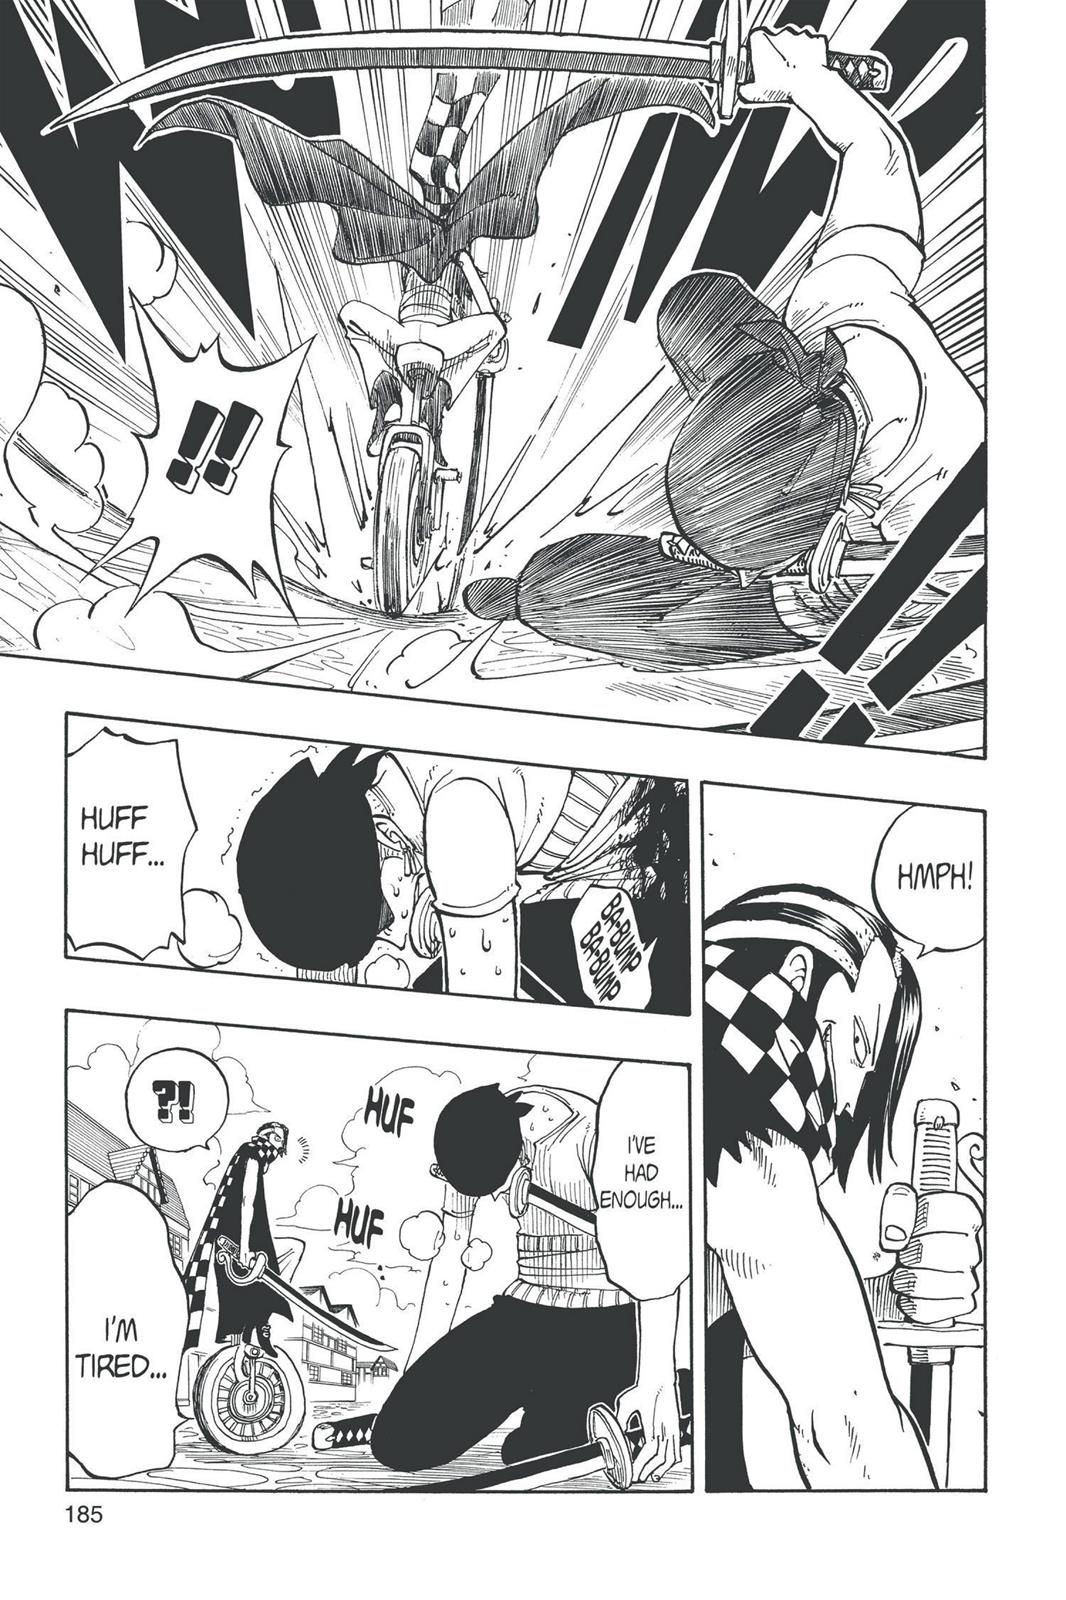 !!
HMPH!
HUFF
HUFF...
BA-BUMP
BA-BUMP
I'VE
HAD
ENOUGH...
HUF
HUF
?!
I'M
TIRED...
185